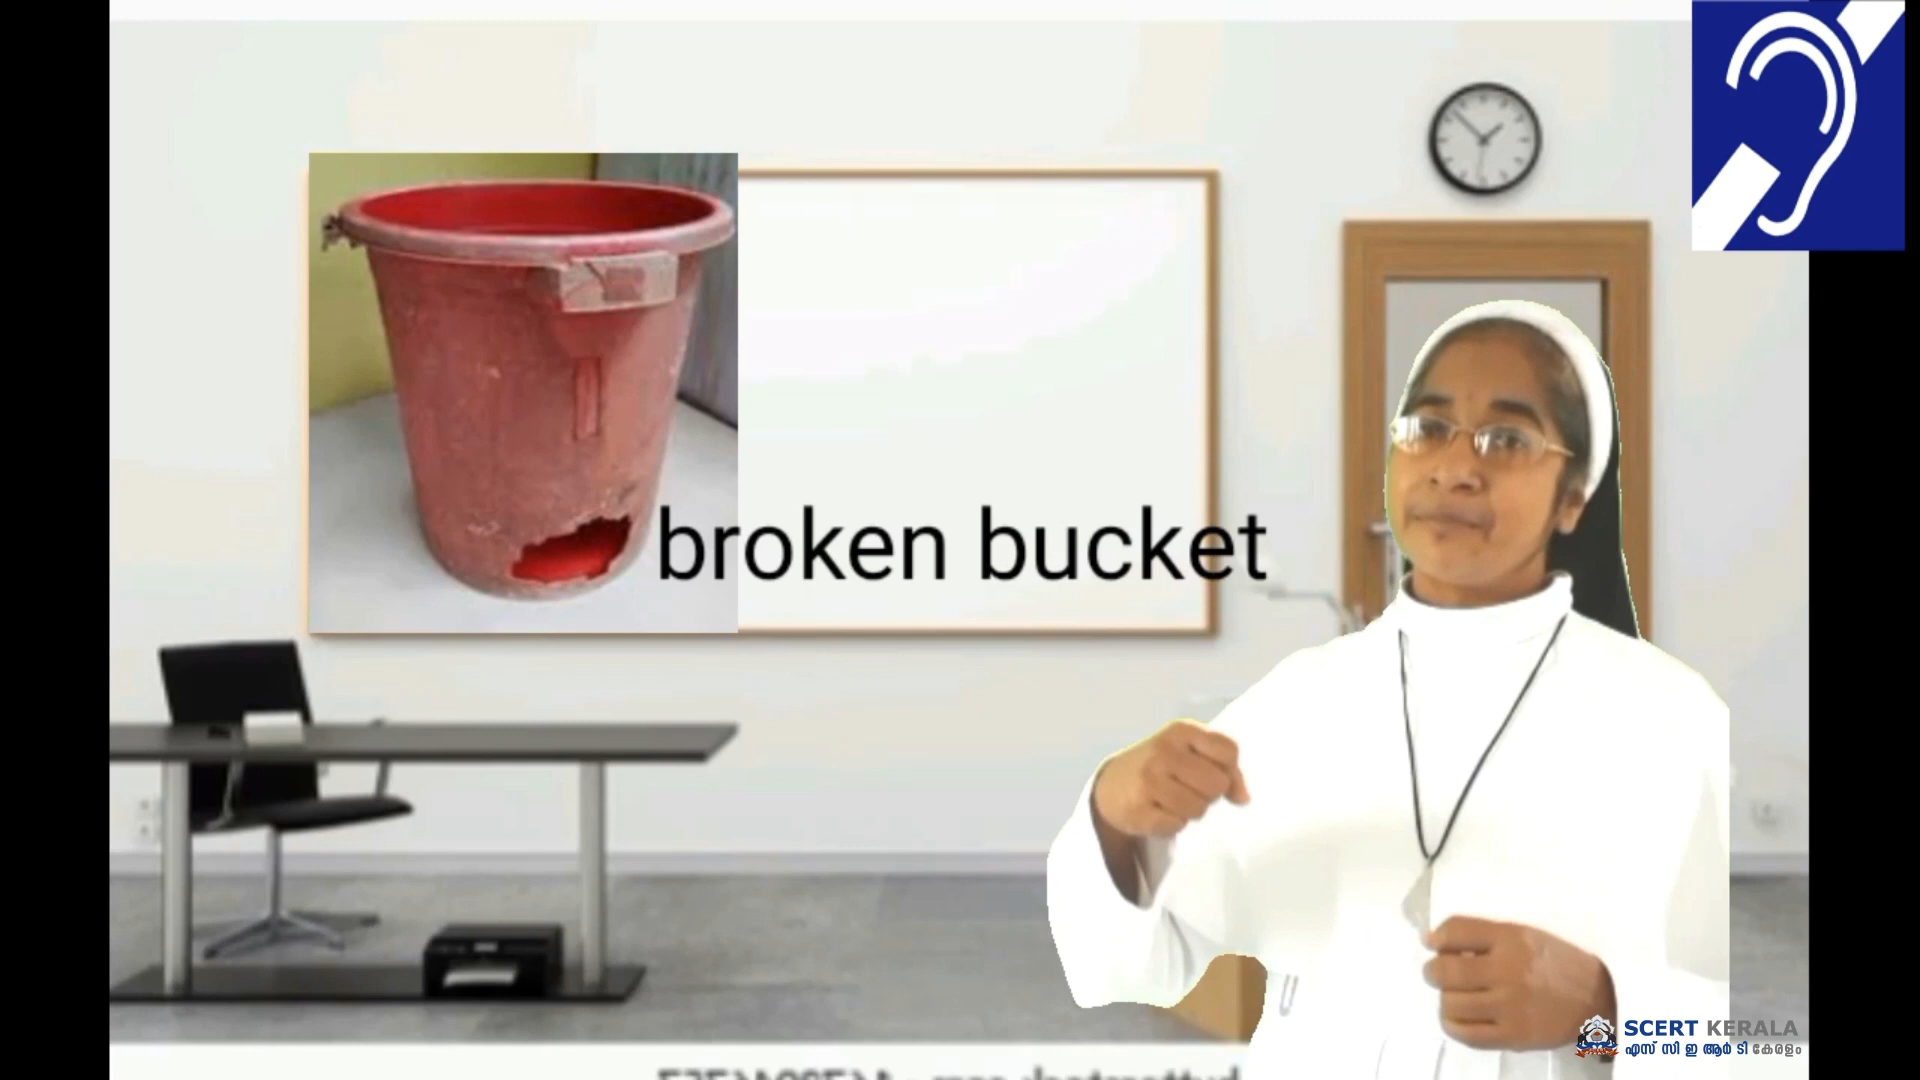 broken bucket
SCERT KERALA
എസ് സി ഇ ആർ ടി കേരളം